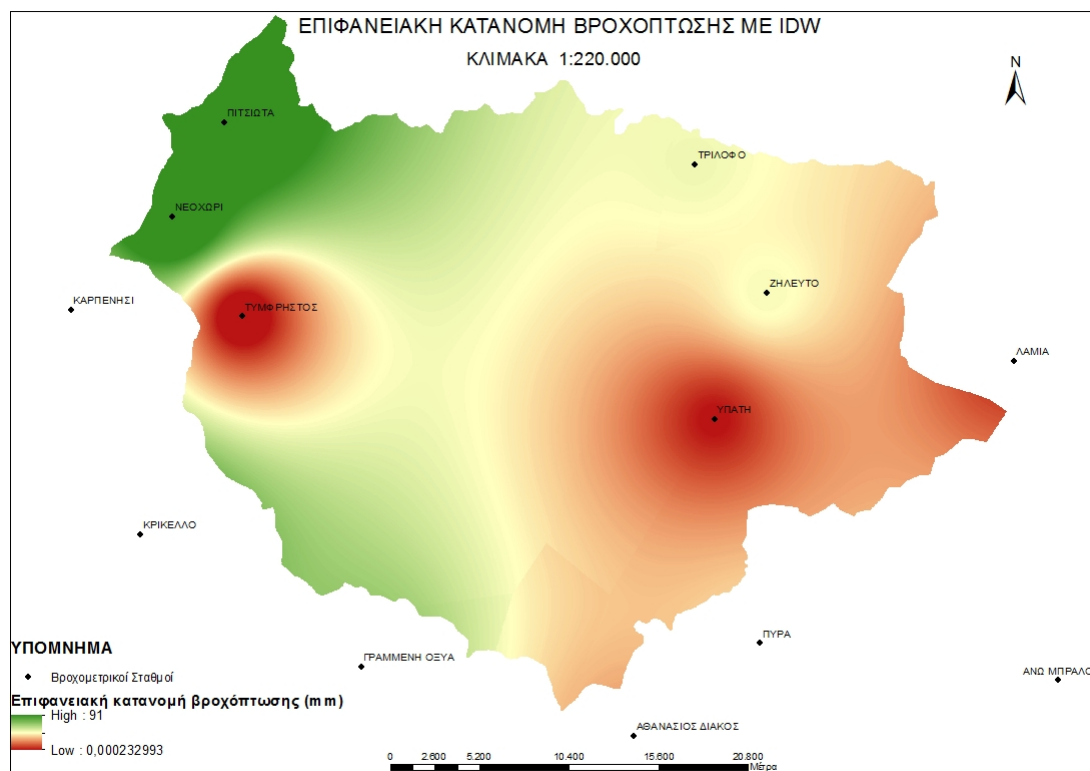 ΕΠΙΦΑΝΕΙΑΚΗ ΚΑΤΑΝΟΜΗ ΒΡΟΧΟΠΤΩΣΗΣ ΜΕ IDW
ΚΛΙΜΑΚΑ 1:220.000
N
ΠΙΤΣΙΩΤΑ
ΤΡΙΛΟΦΟ
ΝΕΟΧΩΡΙ
ΖΗΛΕΥΤΟ
ΚΑΡΠΕΝΗΣΙ
ΤΥΜΦΡΗΣΤΟΣ
ΛΑΜΙΑ
ΥΠΑΤΗ
ΚΡΙΚΕΛΛΟ
ΠΥΡΑ
ΓΡΑΜΜΕΝΗ ΟΞΥΑ
ΑΝΩ ΜΠΡΑΛΟ
ΑΘΑΝΑΣΙΟΣ ΔΙΑΚΟΣ
ΥΠΟΜΝΗΜΑ
Βροχομετρικοί Σταθμοί
Επιφανειακή κατανομή βροχόπτωσης (mm)
High : 91
Low : 0,000232993
0 2.600 5.200 10.400 15.600 20.800
Μέτρα